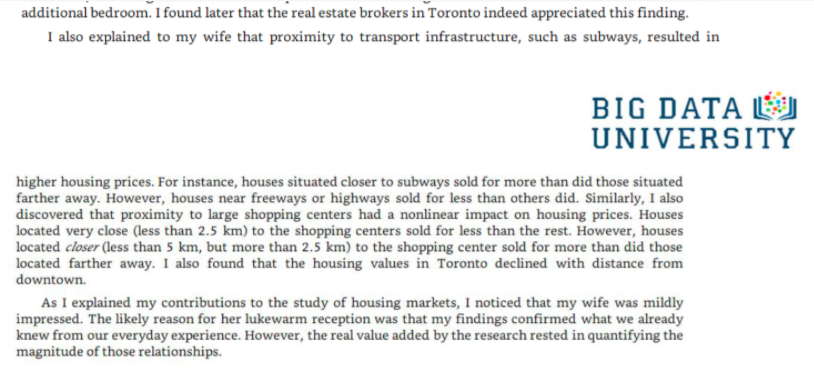 additional bedroom. I found later that the real estate brokers in Toronto indeed appreciated this finding.
I also explained to my wife that proximity to transport infrastructure, such as subways, resulted in
BIG DATA
UNIVERSITY
higher housing prices. For instance, houses situated closer to subways sold for more than did those situated
farther away. However, houses near freeways or highways sold for less than others did. Similarly, I also
discovered that proximity to large shopping centers had a nonlinear impact on housing prices. Houses
located very close (less than 2.5 km) to the shopping centers sold for less than the rest. However, houses
located closer (less than 5 km, but more than 2.5 km) to the shopping center sold for more than did those
located farther away. I also found that the housing values in Toronto declined with distance from
downtown.
As I explained my contributions to the study of housing markets, I noticed that my wife was mildly
impressed. The likely reason for her lukewarm reception was that my findings confirmed what we already
knew from our everyday experience. However, the real value added by the research rested in quantifying the
magnitude of those relationships.